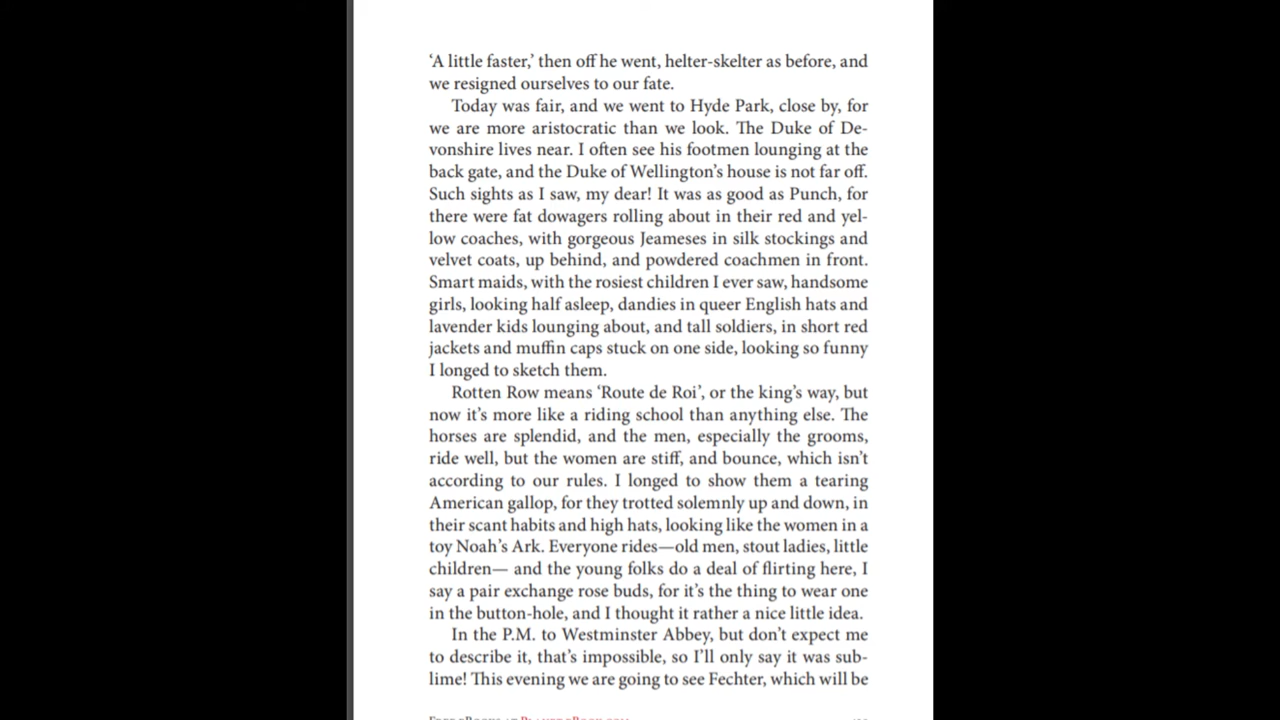 ‘A little faster,’ then off he went, helter-skelter as before, and
we resigned ourselves to our fate.
Today was fair, and we went to Hyde Park, close by, for
we are more aristocratic than we look. The Duke of De-
vonshire lives near. I often see his footmen lounging at the
back gate, and the Duke of Wellington’s house is not far off.
Such sights as I saw, my dear! It was as good as Punch, for
there were fat dowagers rolling about in their red and yel-
low coaches, with gorgeous Jeameses in silk stockings and
velvet coats, up behind, and powdered coachmen in front.
Smart maids, with the rosiest children I ever saw, handsome
girls, looking half asleep, dandies in queer English hats and
lavender kids lounging about, and tall soldiers, in short red
jackets and muffin caps stuck on one side, looking so funny
I longed to sketch them.
Rotten Row means ‘Route de Roi’, or the king’s way, but
now it’s more like a riding school than anything else. The
horses are splendid, and the men, especially the grooms,
ride well, but the women are stiff, and bounce, which isn’t
according to our rules. I longed to show them a tearing
American gallop, for they trotted solemnly up and down, in
their scant habits and high hats, looking like the women in a
toy Noah’s Ark. Everyone rides—old men, stout ladies, little
children— and the young folks do a deal of flirting here, I
say a pair exchange rose buds, for it’s the thing to wear one
in the button-hole, and I thought it rather a nice little idea.
In the P.M. to Westminster Abbey, but don’t expect me
to describe it, that’s impossible, so I’ll only say it was sub-
lime! This evening we are going to see Fechter, which will be